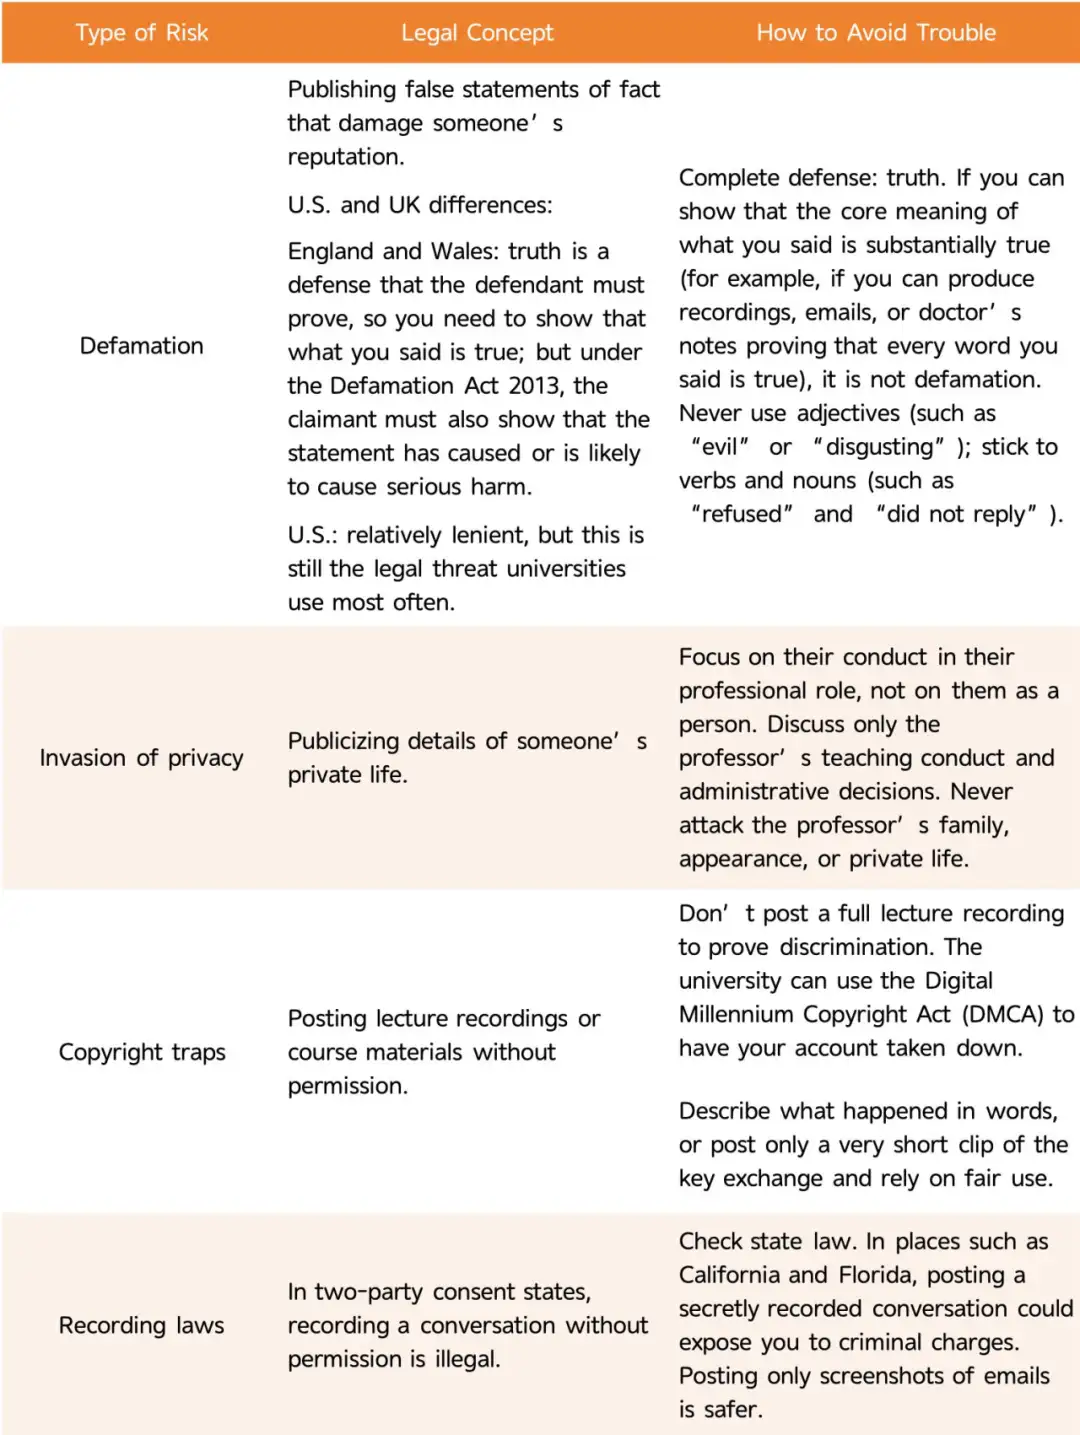 Type of Risk
Legal Concept
How to Avoid Trouble
Defamation
Publishing false statements of fact
that damage someone’s
reputation.
U.S. and UK differences:
England and Wales: truth is a
defense that the defendant must
prove, so you need to show that
what you said is true; but under
the Defamation Act 2013, the
claimant must also show that the
statement has caused or is likely
to cause serious harm.
U.S.: relatively lenient, but this is
still the legal threat universities
use most often.
Complete defense: truth. If you can
show that the core meaning of
what you said is substantially true
(for example, if you can produce
recordings, emails, or doctor’s
notes proving that every word you
said is true), it is not defamation.
Never use adjectives (such as
“evil” or “disgusting”); stick to
verbs and nouns (such as
“refused” and “did not reply”).
Invasion of privacy
Publicizing details of someone’s
private life.
Focus on their conduct in their
professional role, not on them as a
person. Discuss only the
professor’s teaching conduct and
administrative decisions. Never
attack the professor’s family,
appearance, or private life.
Copyright traps
Posting lecture recordings or
course materials without
permission.
Don’t post a full lecture recording
to prove discrimination. The
university can use the Digital
Millennium Copyright Act (DMCA) to
have your account taken down.
Describe what happened in words,
or post only a very short clip of the
key exchange and rely on fair use.
Recording laws
In two-party consent states,
recording a conversation without
permission is illegal.
Check state law. In places such as
California and Florida, posting a
secretly recorded conversation could
expose you to criminal charges.
Posting only screenshots of emails
is safer.